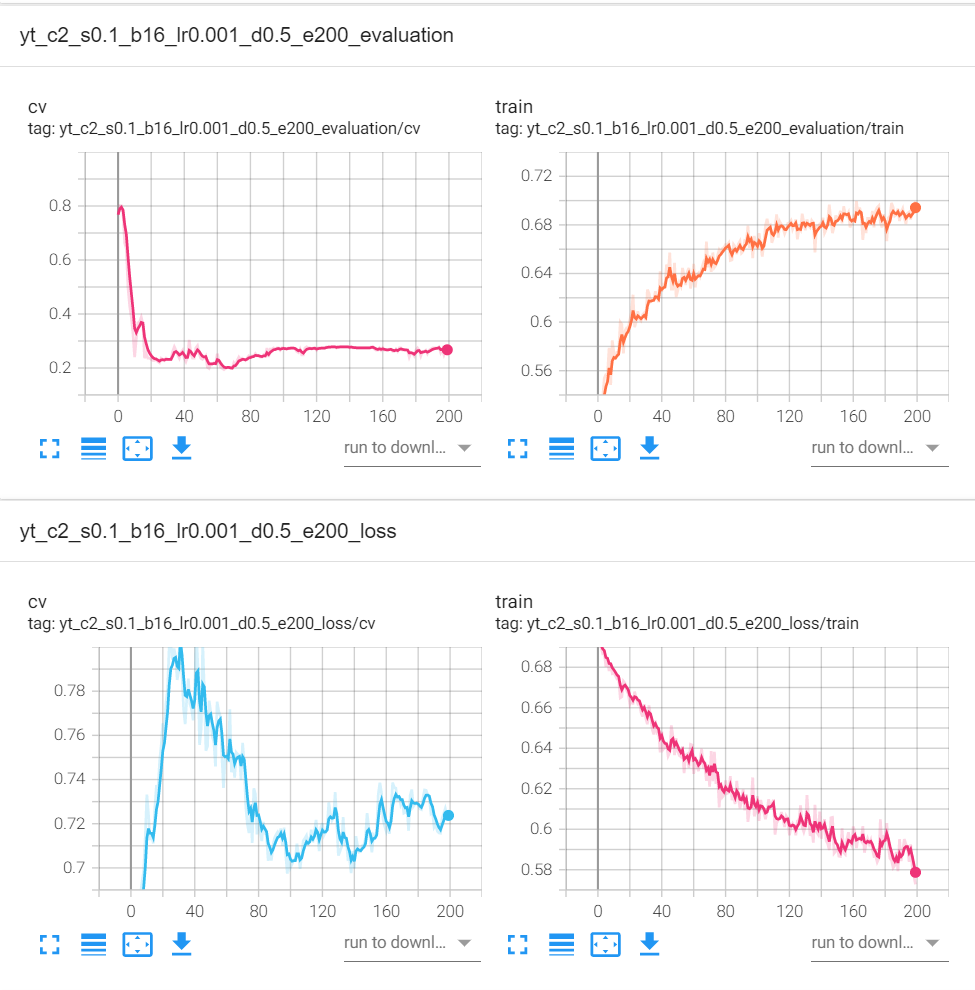 yt_c2_s0.1_b16_lr0.001_d0.5_e200_evaluation
cv
tag: yt_c2_s0.1_b16_lr0.001_d0.5_e200_evaluation/cv
0.8
0.6
0.4
0.2
0 40 80 120 160 200
run to downl...
train
tag: yt_c2_s0.1_b16_lr0.001_d0.5_e200_evaluation/train
0.72
0.68
0.64
0.6
0.56
0 40 80 120 160 200
run to downl...
yt_c2_s0.1_b16_lr0.001_d0.5_e200_loss
cv
tag: yt_c2_s0.1_b16_lr0.001_d0.5_e200_loss/cv
0.78
0.76
0.74
0.72
0.7
0 40 80 120 160 200
run to downl...
train
tag: yt_c2_s0.1_b16_lr0.001_d0.5_e200_loss/train
0.68
0.66
0.64
0.62
0.6
0.58
0 40 80 120 160 200
run to downl...